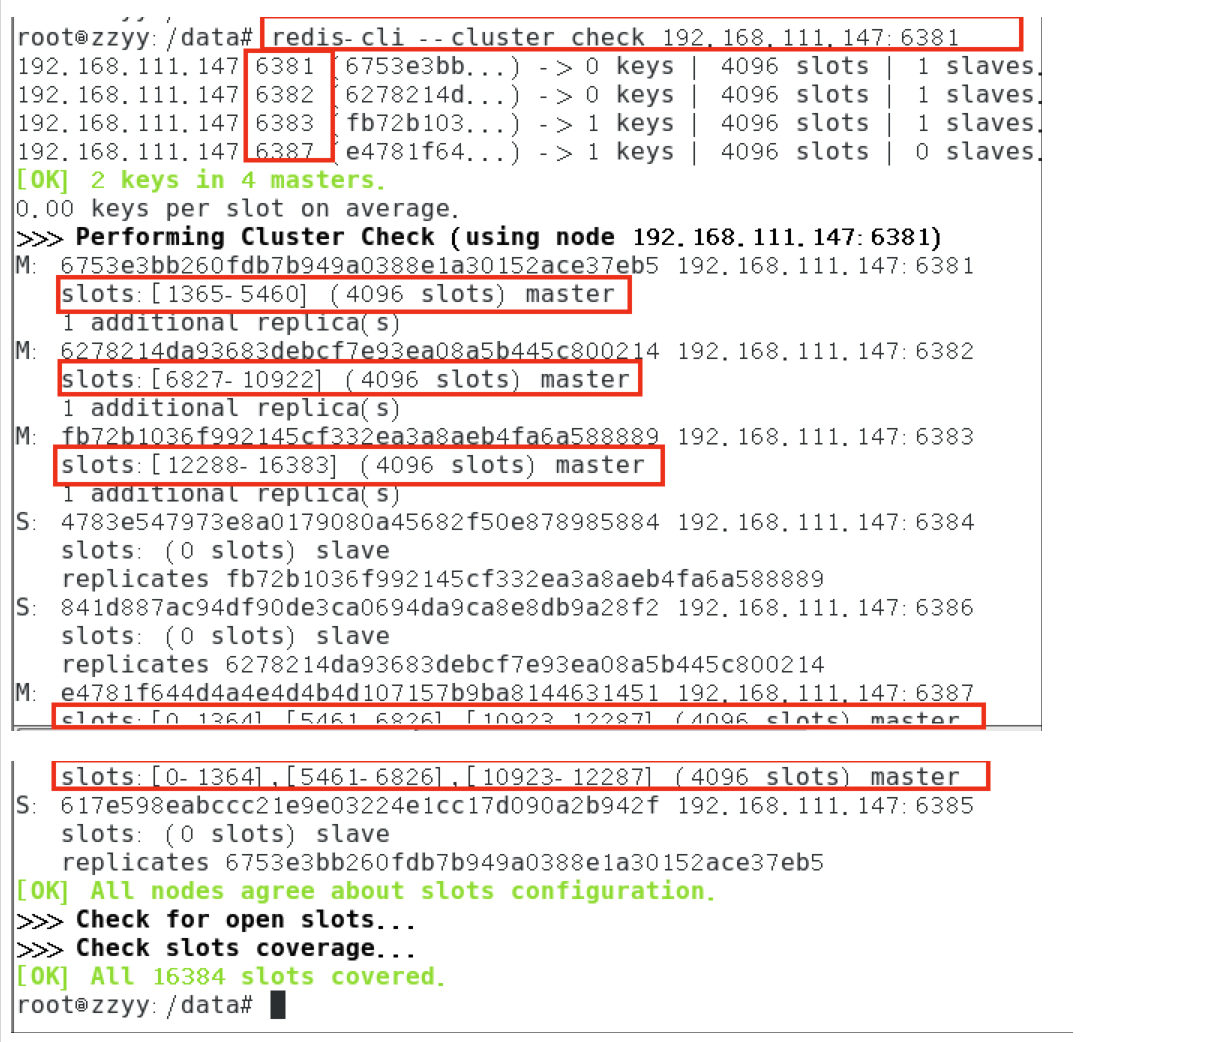 root@zzyy:/data# redis-cli --cluster check 192.168.111.147:6381
192.168.111.147 6381 (6753e3bb...) -> 0 keys | 4096 slots | 1 slaves.
192.168.111.147 6382 (6278214d...) -> 0 keys | 4096 slots | 1 slaves.
192.168.111.147 6383 (fb72b103...) -> 1 keys | 4096 slots | 1 slaves.
192.168.111.147 6387 (e4781f64...) -> 1 keys | 4096 slots | 0 slaves.
[OK] 2 keys in 4 masters.
0.00 keys per slot on average.
>>> Performing Cluster Check (using node 192.168.111.147:6381)
M: 6753e3bb260fdb7b949a0388e1a30152ace37eb5 192.168.111.147:6381
slots:[1365-5460] (4096 slots) master
1 additional replica(s)
M: 6278214da93683debcf7e93ea08a5b445c800214 192.168.111.147:6382
slots:[6827-10922] (4096 slots) master
1 additional replica(s)
M: fb72b1036f992145cf332ea3a8aeb4fa6a588889 192.168.111.147:6383
slots:[12288-16383] (4096 slots) master
1 additional replica(s)
S: 4783e547973e8a0179080a45682f50e878985884 192.168.111.147:6384
slots: (0 slots) slave
replicates fb72b1036f992145cf332ea3a8aeb4fa6a588889
S: 841d887ac94df90de3ca0694da9ca8e8db9a28f2 192.168.111.147:6386
slots: (0 slots) slave
replicates 6278214da93683debcf7e93ea08a5b445c800214
M: e4781f644d4a4e4d4b4d107157b9ba8144631451 192.168.111.147:6387
slots:[0-1364],[5461-6826],[10923-12287] (4096 slots) master
slots:[0-1364],[5461-6826],[10923-12287] (4096 slots) master
S: 617e598eabccc21e9e03224e1cc17d090a2b942f 192.168.111.147:6385
slots: (0 slots) slave
replicates 6753e3bb260fdb7b949a0388e1a30152ace37eb5
[OK] All nodes agree about slots configuration.
>>> Check for open slots...
>>> Check slots coverage...
[OK] All 16384 slots covered.
root@zzyy:/data#